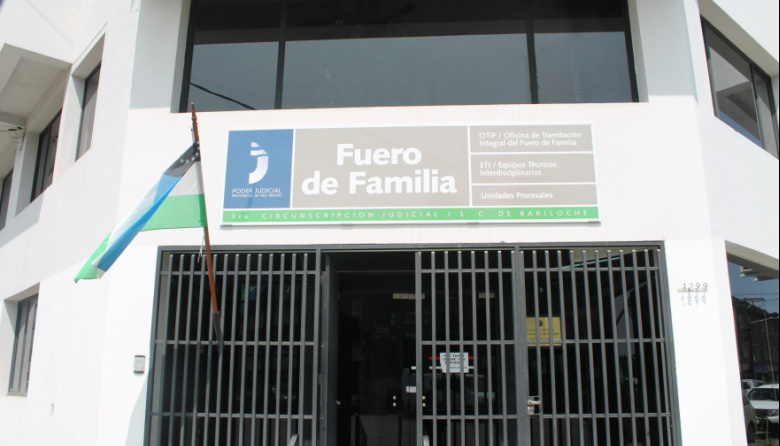 PODER JUDICIAL
PROVINCIA DE RIO NEGRO
Fuero
de Familia
OTIF / Oficina de Tramitación
Integral del Fuero de Familia
ETI / Equipos Técnicos
Interdisciplinarios
Unidades Procesales
3ra. CIRCUNSCRIPCION JUDICIAL / S. C. DE BARILOCHE